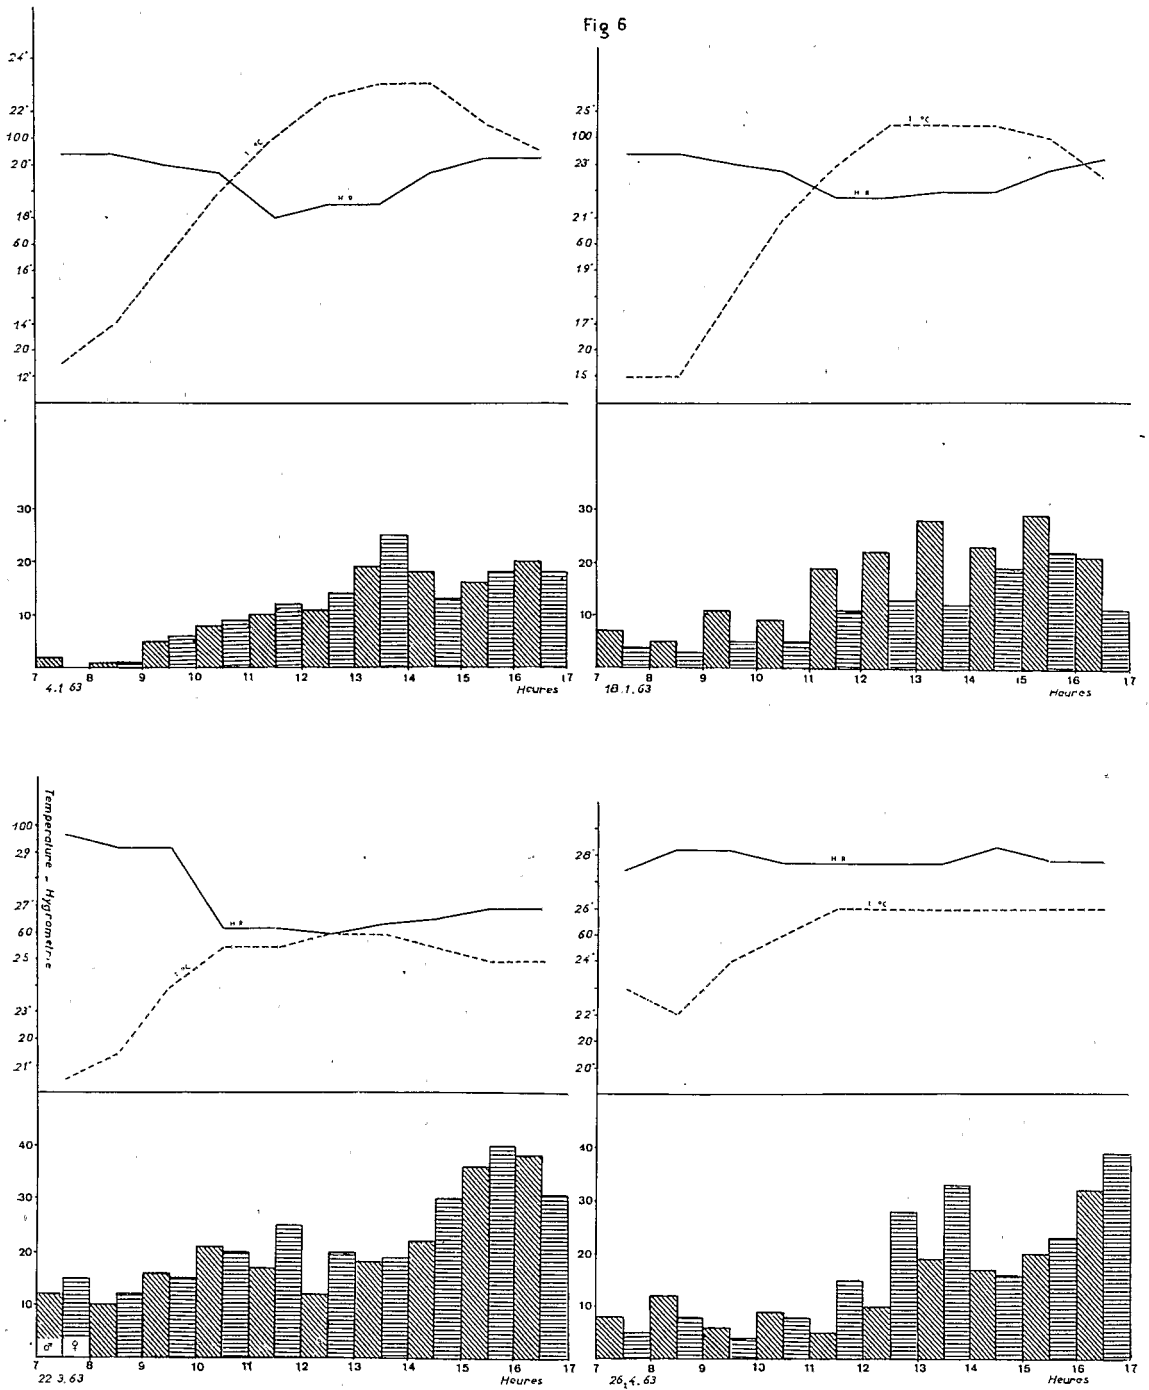 Fig 6
24°
22°
100
20°
18°
60
16°
14°
20
12°
t °C
H R
30
20
10
7 8 9 10 11 12 13 14 15 16 17
4.1 63
Heures
25°
100
23°
21°
60
19°
17°
20
15
t °C
H R
30
20
10
7 8 9 10 11 12 13 14 15 16 17
18.1.63
Heures
Temperature - Hygrometrie
100
29°
27°
60
25
23°
20
21°
H R
t °C
40
30
20
10
♂ ♀
7 8 9 10 11 12 13 14 15 16 17
22 3.63
Heures
28°
26°
60
24°
22°
20
20°
H R
t °C
40
30
20
10
7 8 9 10 11 12 13 14 15 16 17
26.4.63
Heures